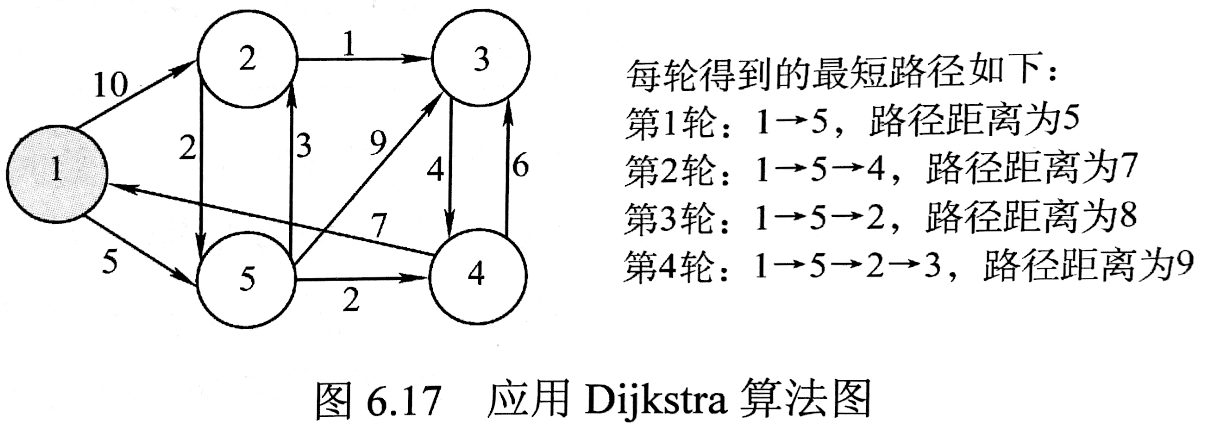 10
2
1
3
1
2
3
9
4
6
7
5
5
2
4
每轮得到的最短路径如下：
第1轮：1→5，路径距离为5
第2轮：1→5→4，路径距离为7
第3轮：1→5→2，路径距离为8
第4轮：1→5→2→3，路径距离为9
图 6.17 应用 Dijkstra 算法图